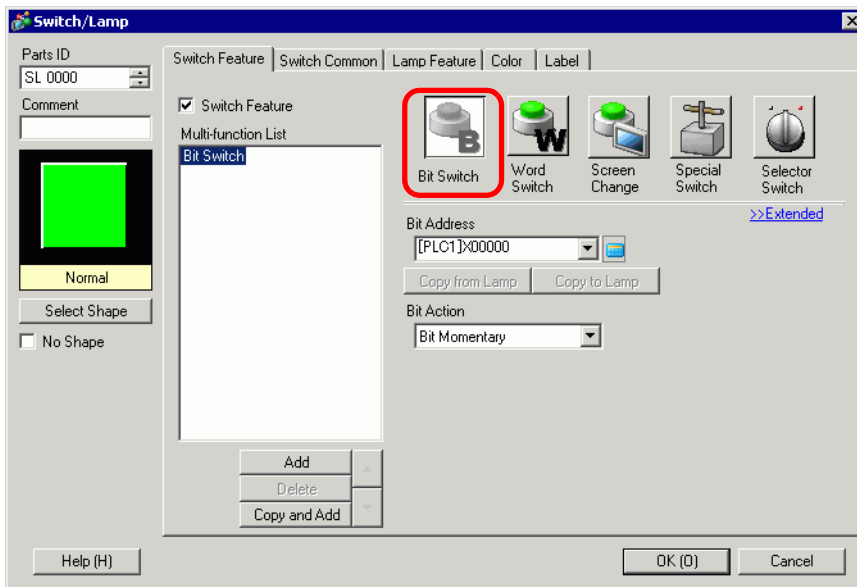 Switch/Lamp
Parts ID
SL 0000
Comment
Normal
Select Shape
No Shape
Switch Feature
Switch Common
Lamp Feature
Color
Label
Switch Feature
Multi-function List
Bit Switch
Add
Delete
Copy and Add
B
Bit Switch
W
Word
Switch
Screen
Change
Special
Switch
Selector
Switch
>>Extended
Bit Address
[PLC1]X00000
Copy from Lamp
Copy to Lamp
Bit Action
Bit Momentary
Help (H)
OK (O)
Cancel